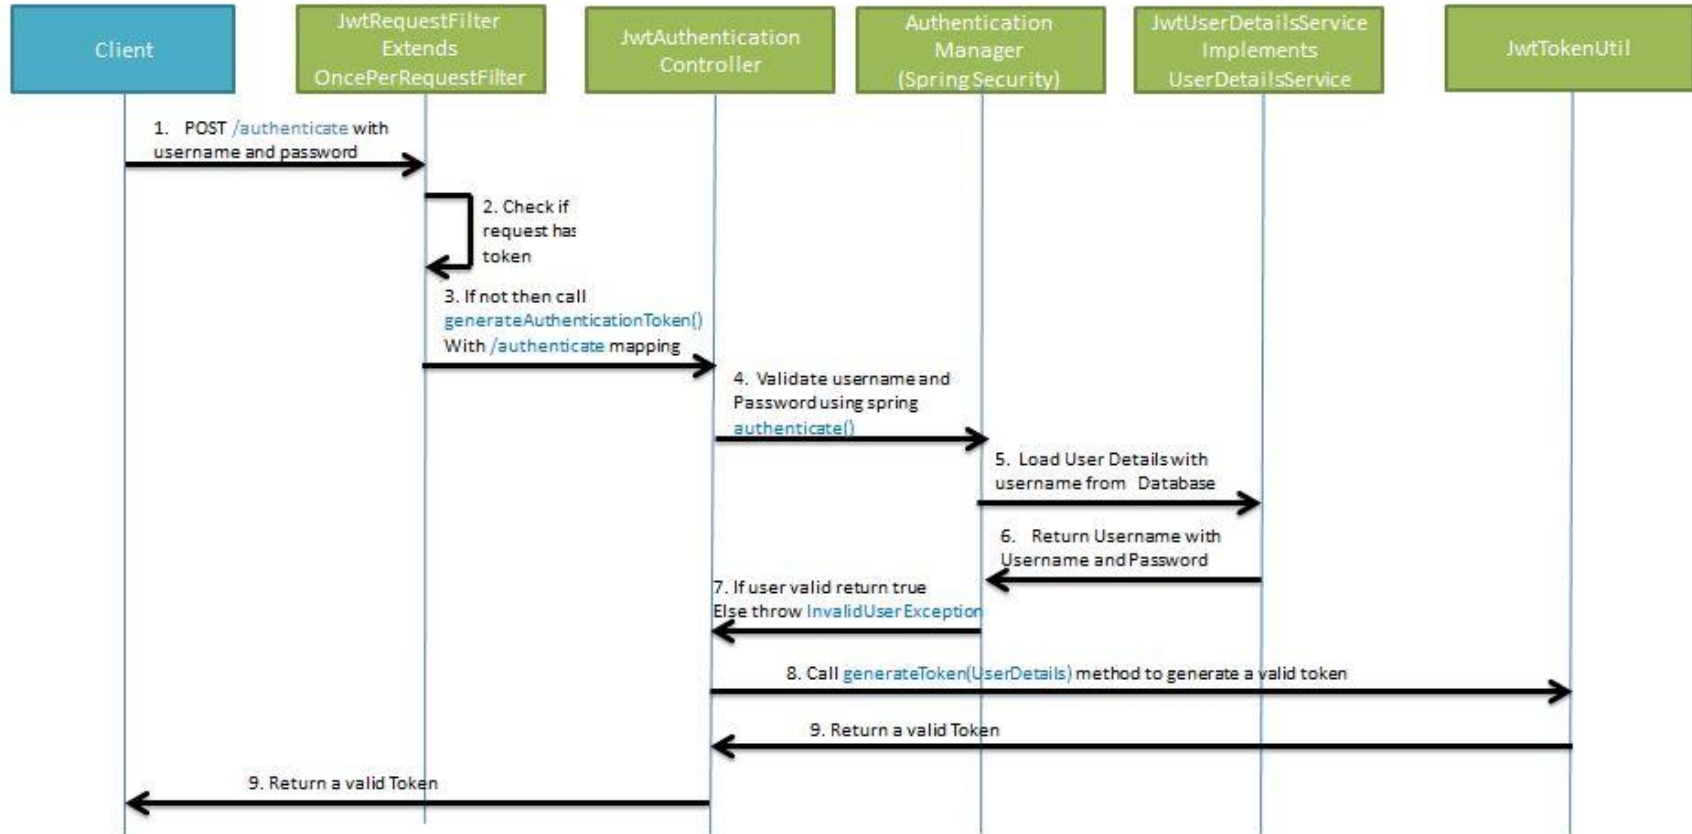 Client
JwtRequestFilter
Extends
OncePerRequestFilter
JwtAuthentication
Controller
Authentication
Manager
(Spring Security)
JwtUserDetailsService
Implements
UserDetailsService
JwtTokenUtil
1. POST /authenticate with
username and password
2. Check if
request has
token
3. If not then call
generateAuthenticationToken()
With /authenticate mapping
4. Validate username and
Password using spring
authenticate()
5. Load User Details with
username from Database
6. Return Username with
Username and Password
7. If user valid return true
Else throw InvalidUserException
8. Call generateToken(UserDetails) method to generate a valid token
9. Return a valid Token
9. Return a valid Token